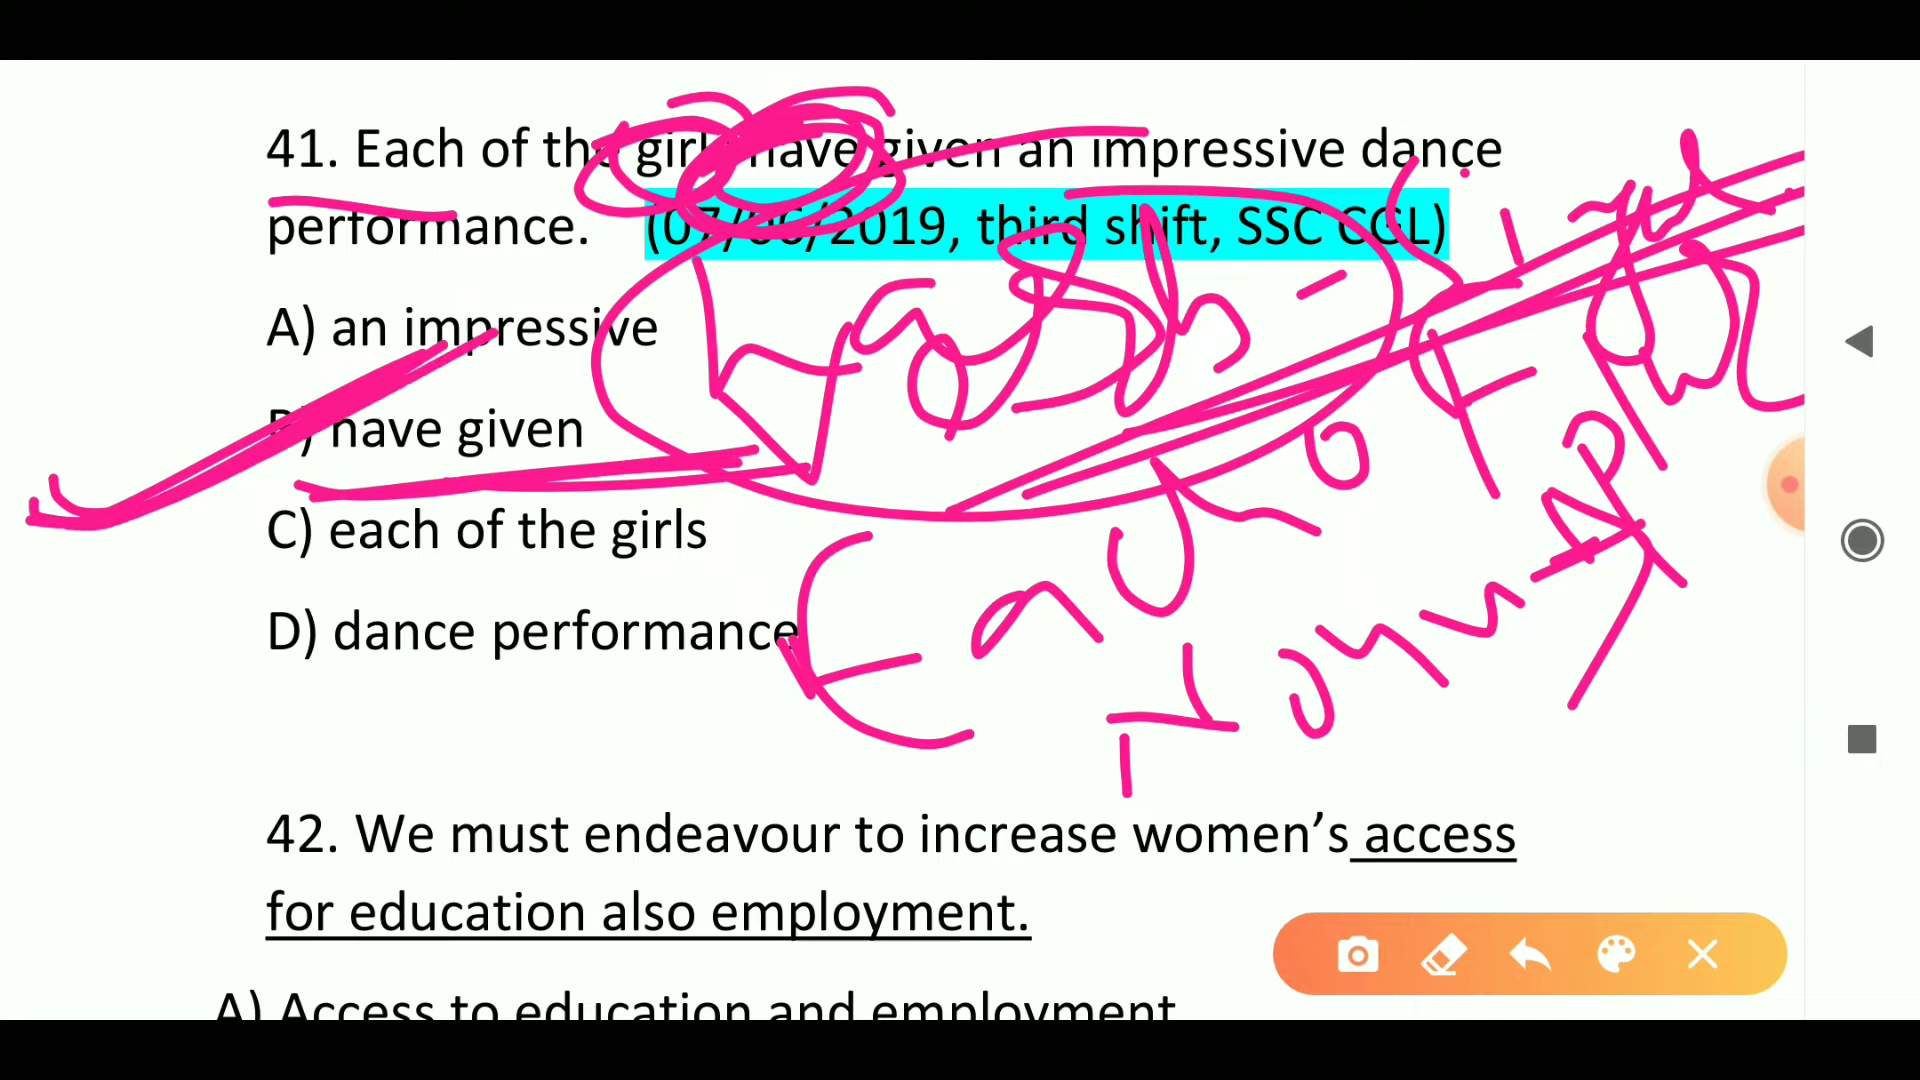 41. Each of the girls have given an impressive dance
performance. (07/06/2019, third shift, SSC CGL)
A) an impressive
B) have given
C) each of the girls
D) dance performance
Each of
Noun
42. We must endeavour to increase women's access
for education also employment.
A) Access to education and employment